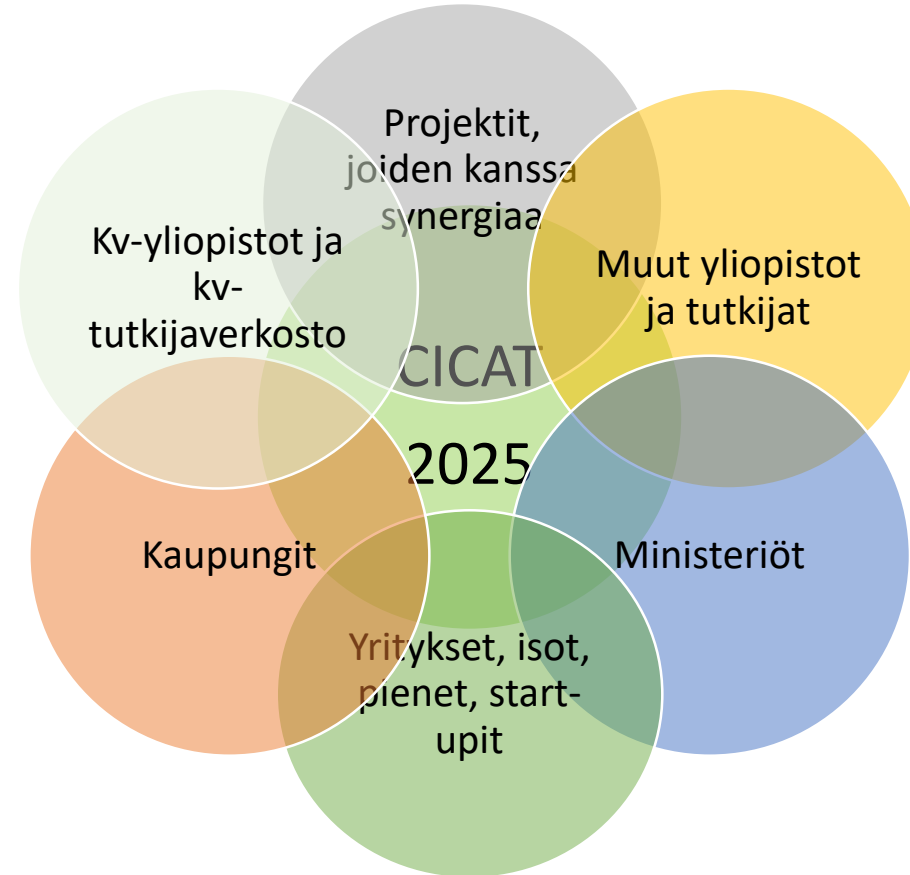 Projektit,
joiden kanssa
synergiaa
Kv-yliopistot ja
kv-
tutkijaverkosto
Muut yliopistot
ja tutkijat
CICAT
2025
Kaupungit
Ministeriöt
Yritykset, isot,
pienet, start-
upit